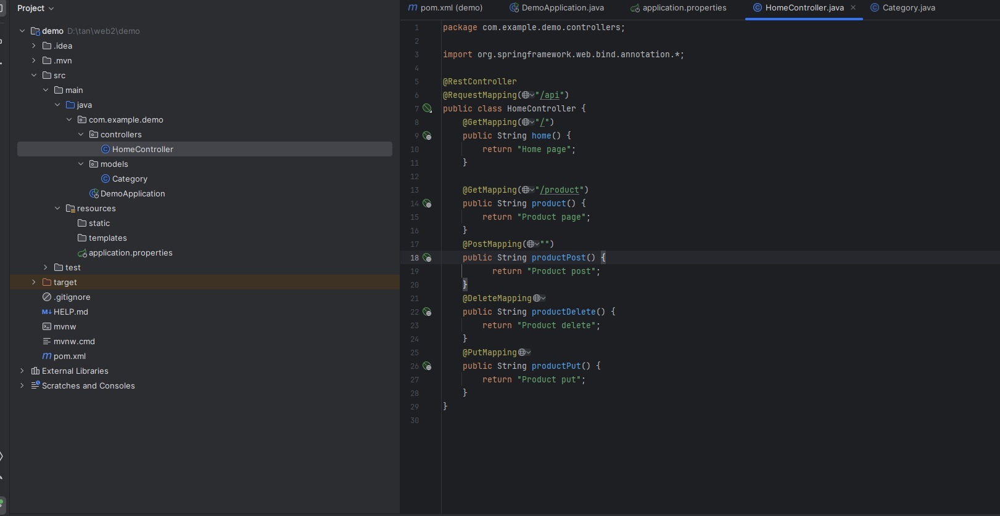 Project
demo D:\tan\web2\demo
.idea
.mvn
src
main
java
com.example.demo
controllers
HomeController
models
Category
DemoApplication
resources
static
templates
application.properties
test
target
.gitignore
HELP.md
mvnw
mvnw.cmd
pom.xml
External Libraries
Scratches and Consoles
pom.xml (demo) DemoApplication.java application.properties HomeController.java Category.java
1 package com.example.demo.controllers;
2
3 import org.springframework.web.bind.annotation.*;
4
5 @RestController
6 @RequestMapping("/api")
7 public class HomeController {
8 @GetMapping("/")
9 public String home() {
10 return "Home page";
11 }
12
13 @GetMapping("/product")
14 public String product() {
15 return "Product page";
16 }
17 @PostMapping("")
18 public String productPost() {
19 return "Product post";
20 }
21 @DeleteMapping
22 public String productDelete() {
23 return "Product delete";
24 }
25 @PutMapping
26 public String productPut() {
27 return "Product put";
28 }
29 }
30